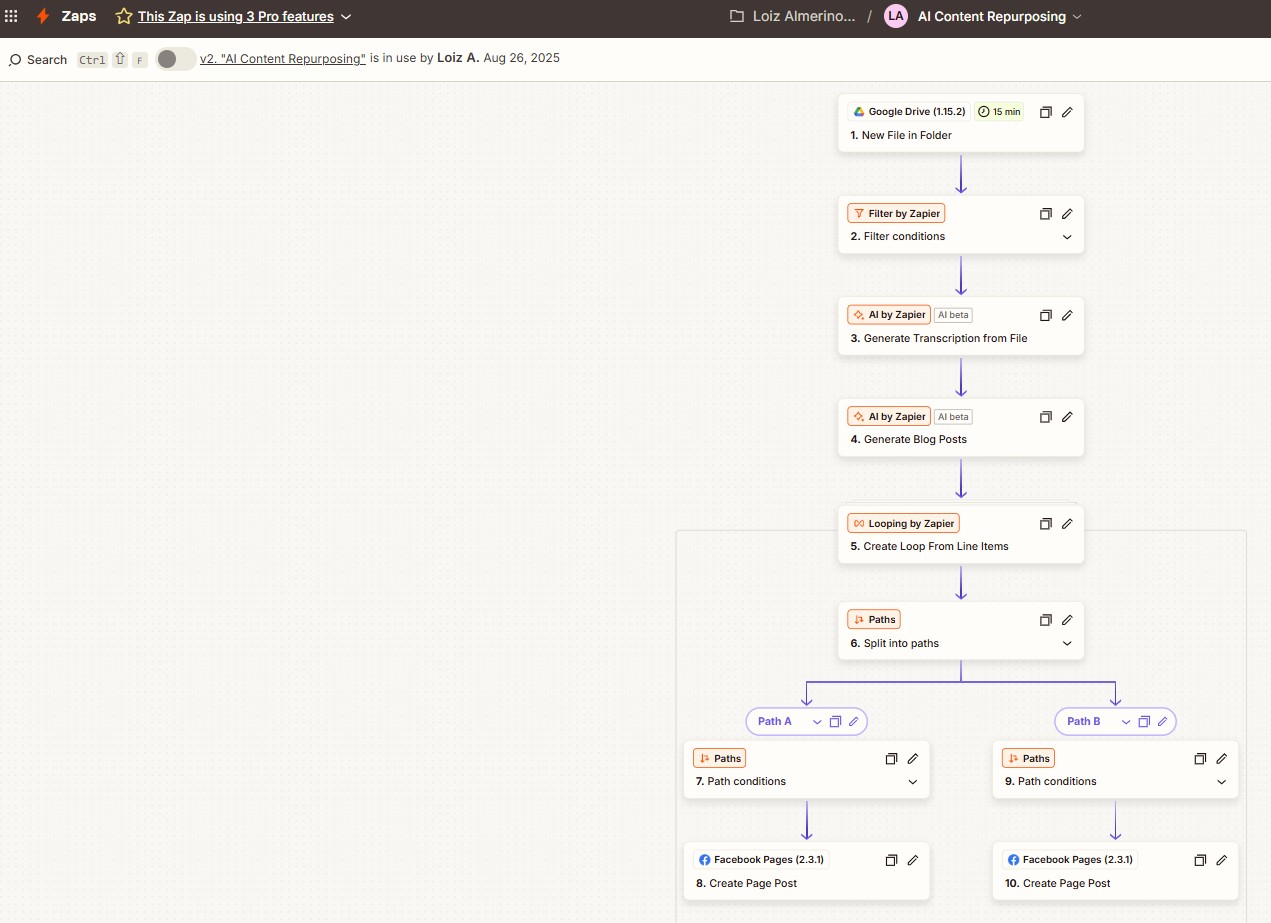 Zaps
This Zap is using 3 Pro features
Loiz Almerino... / LA AI Content Repurposing
Search Ctrl ⇧ F v2. "AI Content Repurposing" is in use by Loiz A. Aug 26, 2025
Google Drive (1.15.2) 15 min
1. New File in Folder
Filter by Zapier
2. Filter conditions
AI by Zapier AI beta
3. Generate Transcription from File
AI by Zapier AI beta
4. Generate Blog Posts
Looping by Zapier
5. Create Loop From Line Items
Paths
6. Split into paths
Path A
Paths
7. Path conditions
Facebook Pages (2.3.1)
8. Create Page Post
Path B
Paths
9. Path conditions
Facebook Pages (2.3.1)
10. Create Page Post